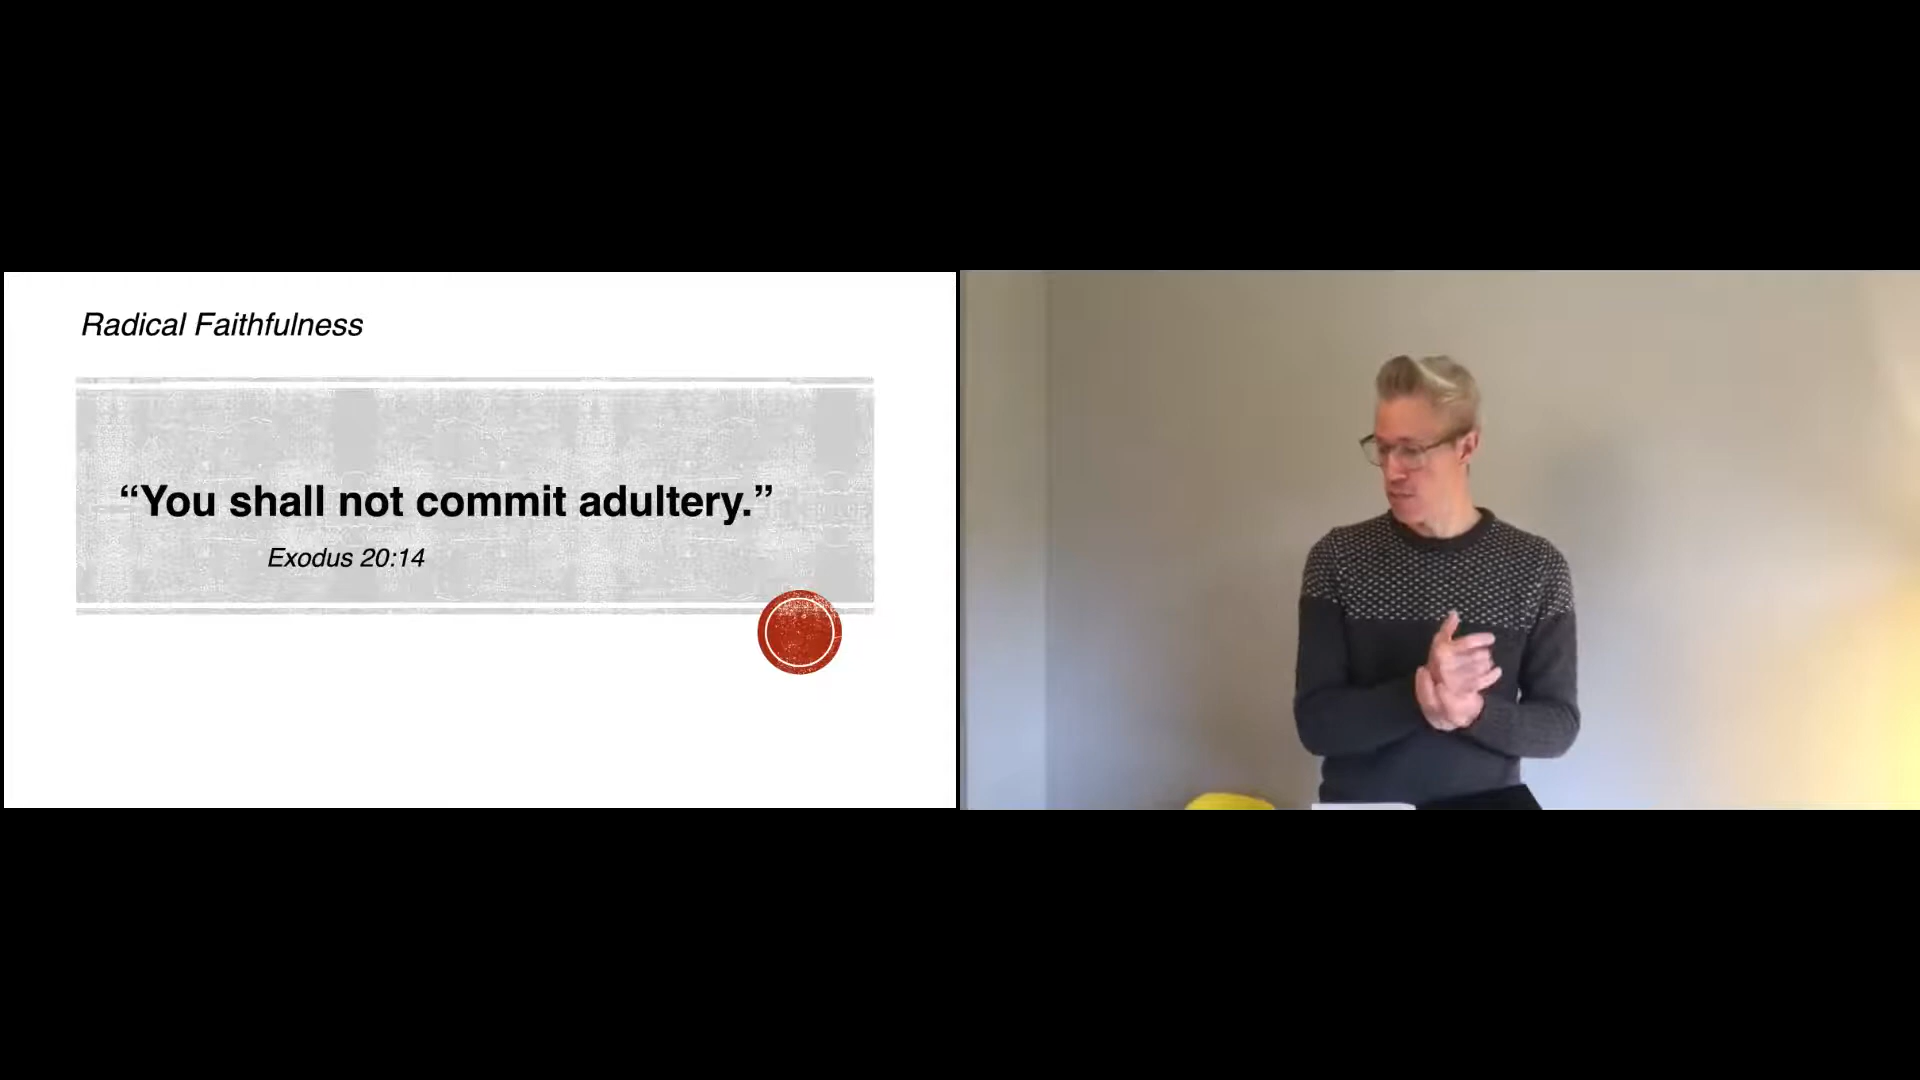 Radical Faithfulness
“You shall not commit adultery.”
Exodus 20:14